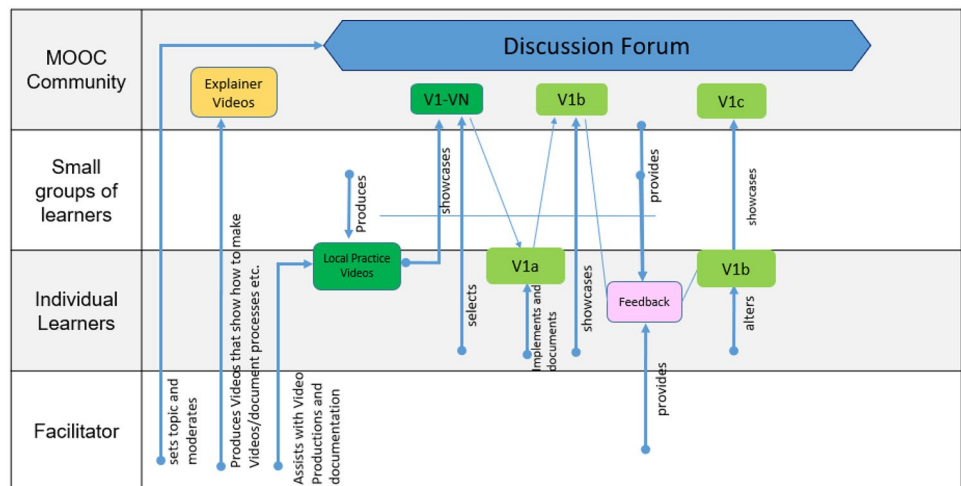 MOOC
Community
Discussion Forum
Explainer
Videos
V1-VN
V1b
V1c
Small
groups of
learners
Produces
showcases
provides
showcases
Individual
Learners
Local Practice
Videos
V1a
Feedback
V1b
selects
Implements and
documents
showcases
alters
Facilitator
sets topic and
moderates
Produces Videos that show how to make
Videos/document processes etc.
Assists with Video
Productions and
documentation
provides